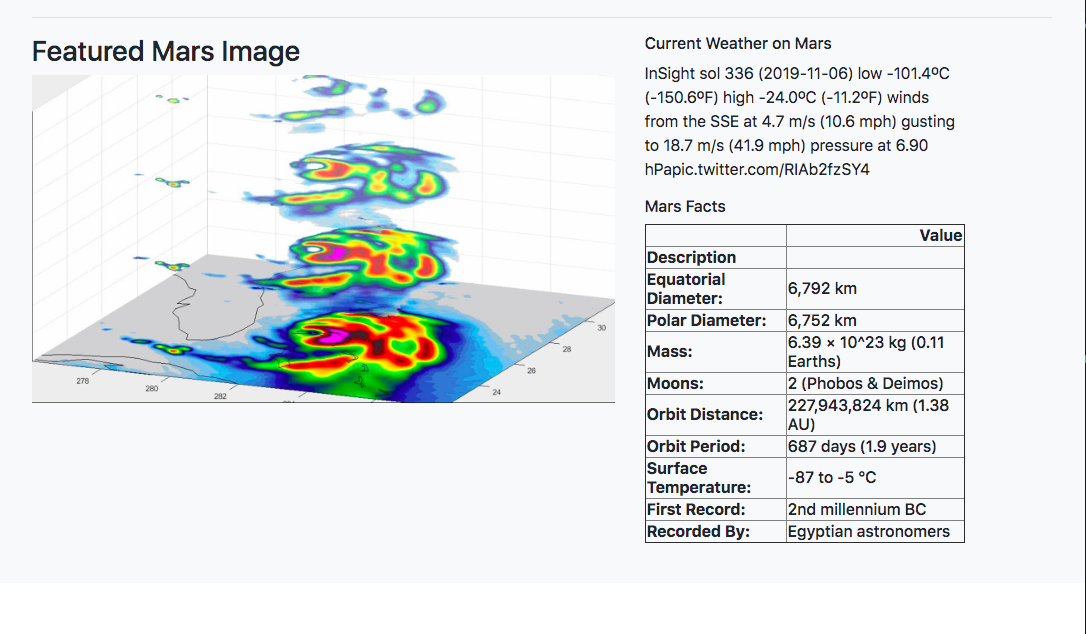 Featured Mars Image
278
280
282
24
26
28
30
Current Weather on Mars
InSight sol 336 (2019-11-06) low -101.4ºC
(-150.6ºF) high -24.0ºC (-11.2ºF) winds
from the SSE at 4.7 m/s (10.6 mph) gusting
to 18.7 m/s (41.9 mph) pressure at 6.90
hPapic.twitter.com/RIAb2fzSY4
Mars Facts
Value
Description
Equatorial
Diameter:
6,792 km
Polar Diameter: 6,752 km
Mass:
6.39 × 10^23 kg (0.11
Earths)
Moons: 2 (Phobos & Deimos)
Orbit Distance:
227,943,824 km (1.38
AU)
Orbit Period: 687 days (1.9 years)
Surface
Temperature:
-87 to -5 °C
First Record: 2nd millennium BC
Recorded By: Egyptian astronomers